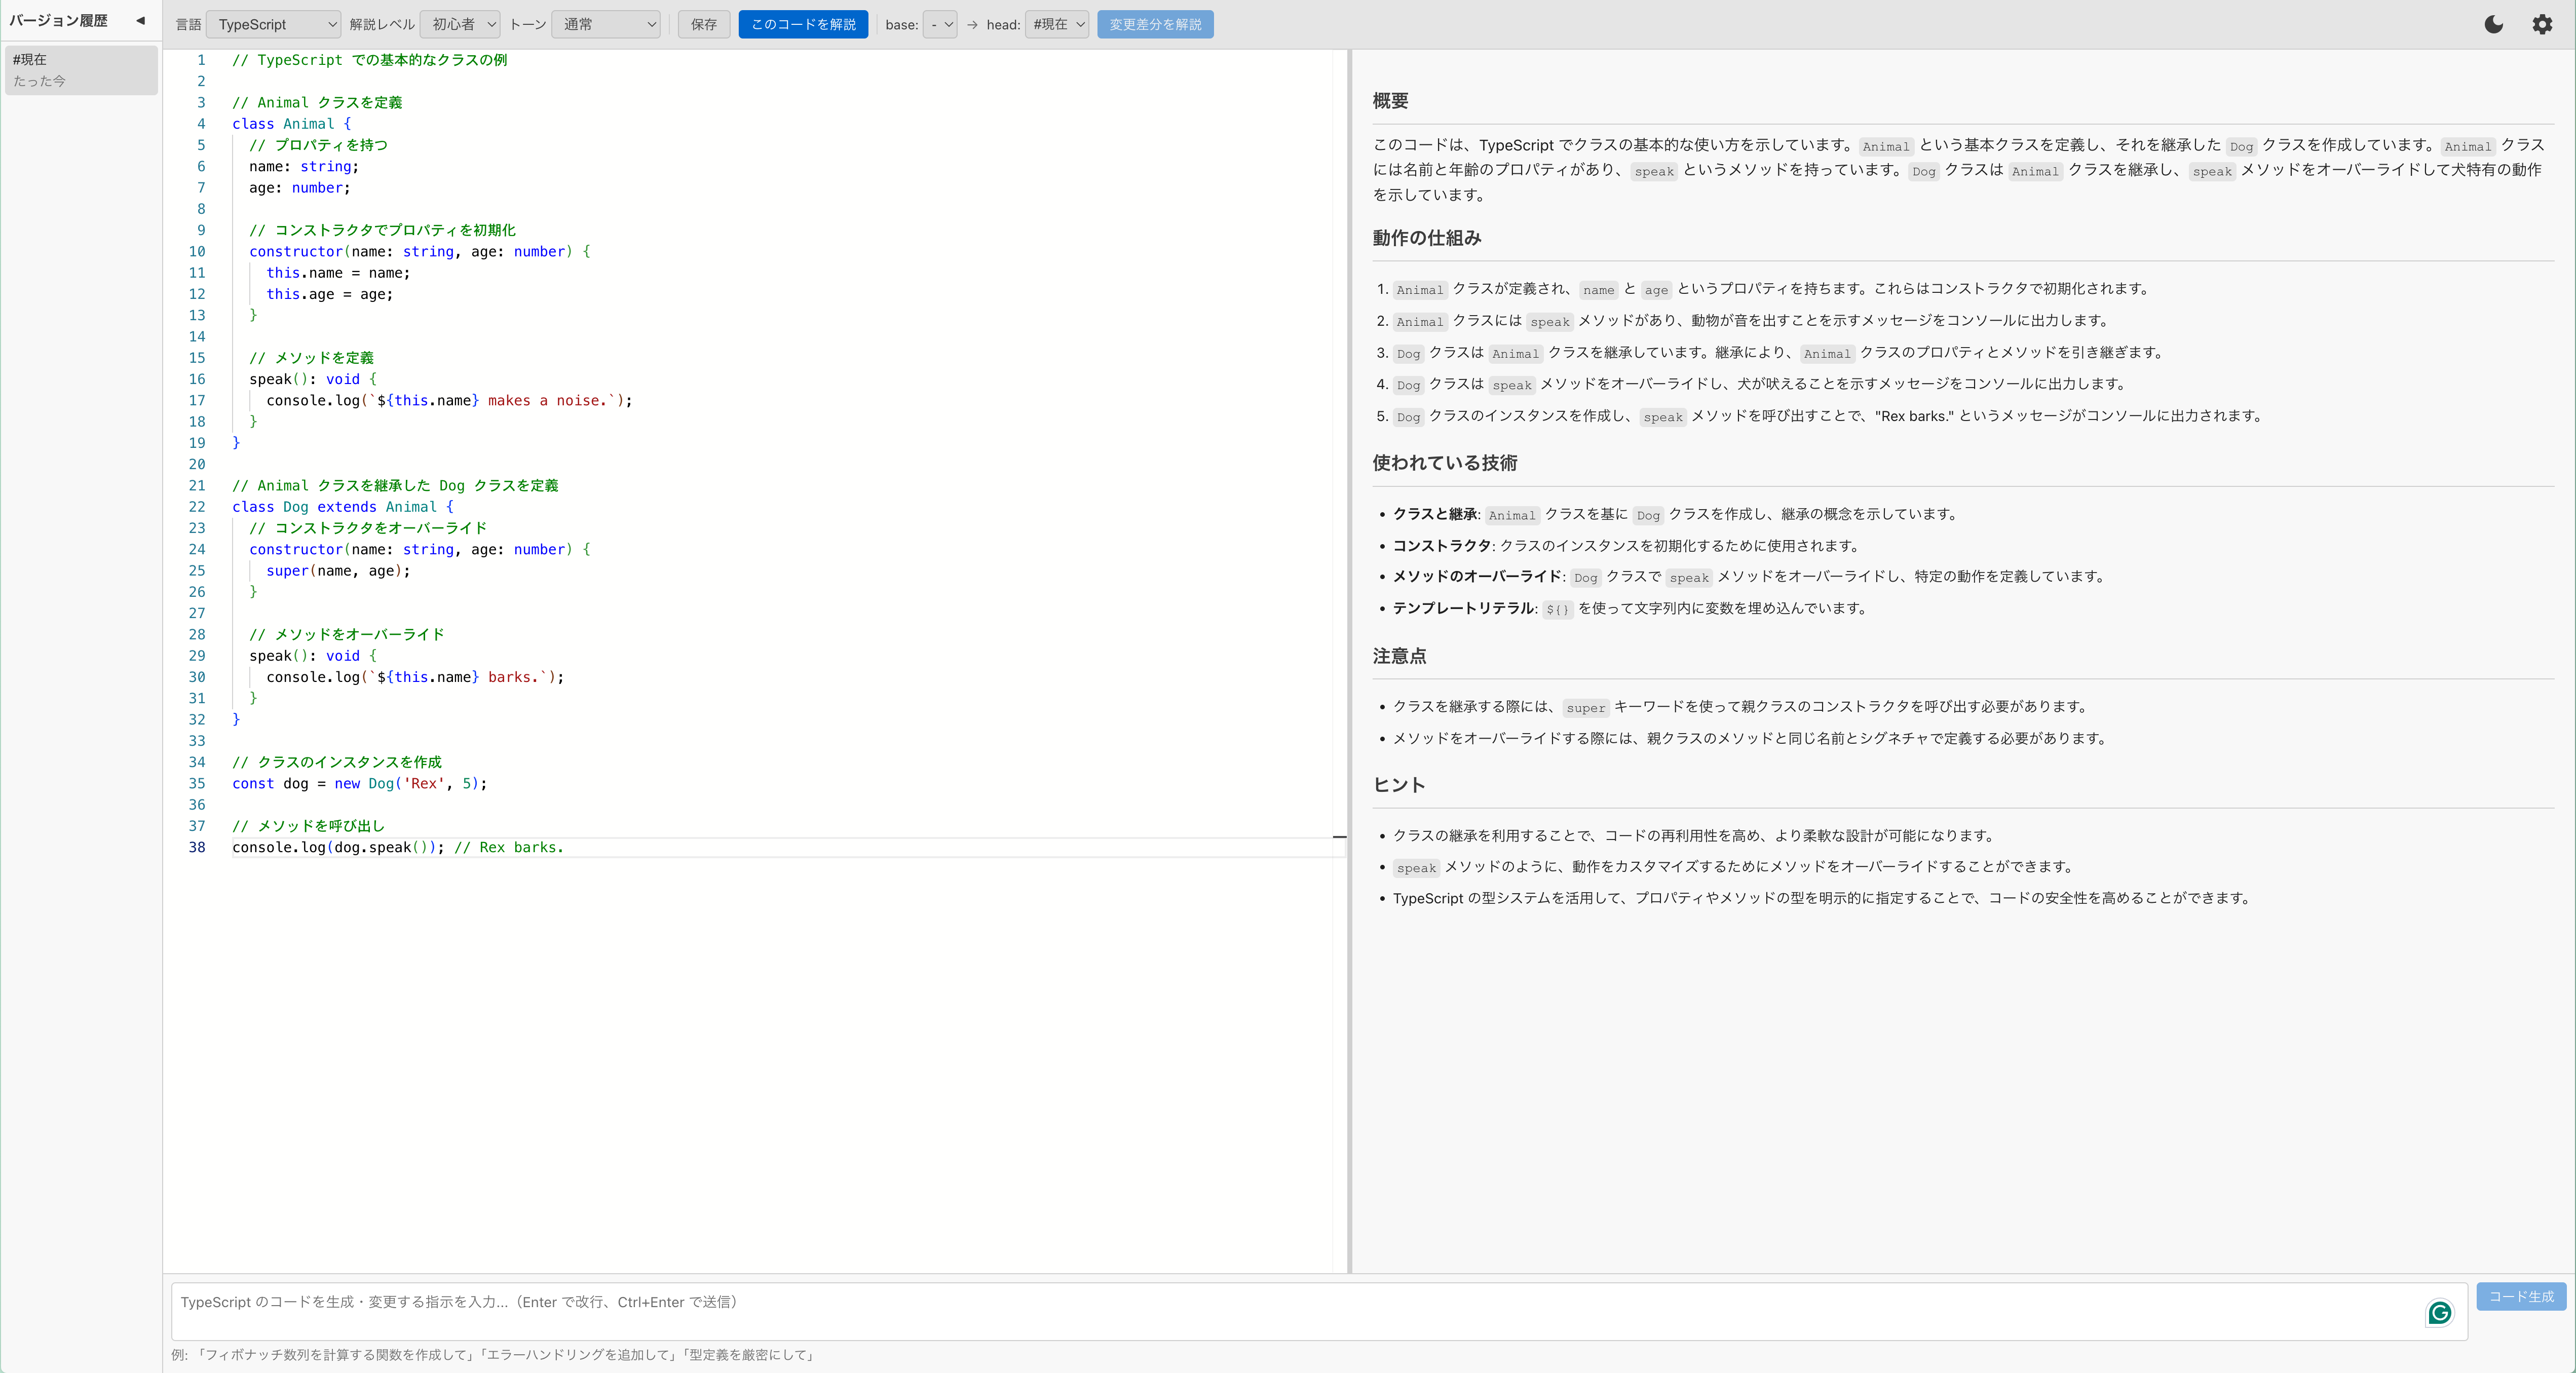 バージョン履歴 ◀
#現在
たった今
言語 TypeScript 解説レベル 初心者 トーン 通常 保存 このコードを解説 base: - → head: #現在 変更差分を解説
1 // TypeScript での基本的なクラスの例
2
3 // Animal クラスを定義
4 class Animal {
5 // プロパティを持つ
6 name: string;
7 age: number;
8
9 // コンストラクタでプロパティを初期化
10 constructor(name: string, age: number) {
11 this.name = name;
12 this.age = age;
13 }
14
15 // メソッドを定義
16 speak(): void {
17 console.log(`${this.name} makes a noise.`);
18 }
19 }
20
21 // Animal クラスを継承した Dog クラスを定義
22 class Dog extends Animal {
23 // コンストラクタをオーバーライド
24 constructor(name: string, age: number) {
25 super(name, age);
26 }
27
28 // メソッドをオーバーライド
29 speak(): void {
30 console.log(`${this.name} barks.`);
31 }
32 }
33
34 // クラスのインスタンスを作成
35 const dog = new Dog('Rex', 5);
36
37 // メソッドを呼び出し
38 console.log(dog.speak()); // Rex barks.
概要
このコードは、TypeScript でクラスの基本的な使い方を示しています。Animal という基本クラスを定義し、それを継承した Dog クラスを作成しています。Animal クラス
には名前と年齢のプロパティがあり、speak というメソッドを持っています。Dog クラスは Animal クラスを継承し、speak メソッドをオーバーライドして犬特有の動作
を示しています。
動作の仕組み
1. Animal クラスが定義され、name と age というプロパティを持ちます。これらはコンストラクタで初期化されます。
2. Animal クラスには speak メソッドがあり、動物が音を出すことを示すメッセージをコンソールに出力します。
3. Dog クラスは Animal クラスを継承しています。継承により、Animal クラスのプロパティとメソッドを引き継ぎます。
4. Dog クラスは speak メソッドをオーバーライドし、犬が吠えることを示すメッセージをコンソールに出力します。
5. Dog クラスのインスタンスを作成し、speak メソッドを呼び出すことで、"Rex barks." というメッセージがコンソールに出力されます。
使われている技術
• クラスと継承: Animal クラスを基に Dog クラスを作成し、継承の概念を示しています。
• コンストラクタ: クラスのインスタンスを初期化するために使用されます。
• メソッドのオーバーライド: Dog クラスで speak メソッドをオーバーライドし、特定の動作を定義しています。
• テンプレートリテラル: ${} を使って文字列内に変数を埋め込んでいます。
注意点
• クラスを継承する際には、super キーワードを使って親クラスのコンストラクタを呼び出す必要があります。
• メソッドをオーバーライドする際には、親クラスのメソッドと同じ名前とシグネチャで定義する必要があります。
ヒント
• クラスの継承を利用することで、コードの再利用性を高め、より柔軟な設計が可能になります。
• speak メソッドのように、動作をカスタマイズするためにメソッドをオーバーライドすることができます。
• TypeScript の型システムを活用して、プロパティやメソッドの型を明示的に指定することで、コードの安全性を高めることができます。
TypeScript のコードを生成・変更する指示を入力...（Enter で改行、Ctrl+Enter で送信）
コード生成
例: 「フィボナッチ数列を計算する関数を作成して」「エラーハンドリングを追加して」「型定義を厳密にして」